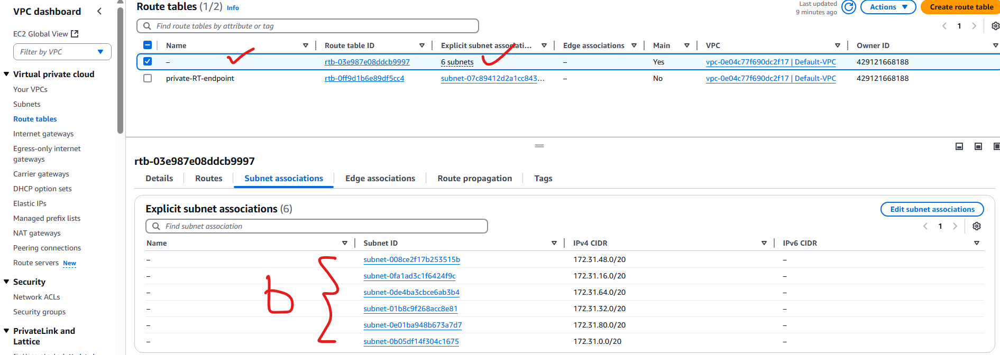 VPC dashboard
EC2 Global View
Filter by VPC
Virtual private cloud
Your VPCs
Subnets
Route tables
Internet gateways
Egress-only internet
gateways
Carrier gateways
DHCP option sets
Elastic IPs
Managed prefix lists
NAT gateways
Peering connections
Route servers New
Security
Network ACLs
Security groups
PrivateLink and
Lattice
Route tables (1/2) Info
Last updated
9 minutes ago
Actions
Create route table
Find route tables by attribute or tag
1
Name Route table ID Explicit subnet associati... Edge associations Main VPC Owner ID
– rtb-03e987e08ddcb9997 6 subnets – Yes vpc-0e04c77f690dc2f17 | Default-VPC 429121668188
private-RT-endpoint rtb-0ff9d1b6e89df5cc4 subnet-07c89412d2a1cc843... – No vpc-0e04c77f690dc2f17 | Default-VPC 429121668188
rtb-03e987e08ddcb9997
Details Routes Subnet associations Edge associations Route propagation Tags
Explicit subnet associations (6)
Edit subnet associations
Find subnet association
1
Name Subnet ID IPv4 CIDR IPv6 CIDR
– subnet-008ce2f17b253515b 172.31.48.0/20 –
– subnet-0fa1ad3c1f6424f9c 172.31.16.0/20 –
– subnet-0de4ba3cbce6ab3b4 172.31.64.0/20 –
– subnet-01b8c9f268acc8e81 172.31.32.0/20 –
– subnet-0e01ba948b673a7d7 172.31.80.0/20 –
– subnet-0b05df14f304c1675 172.31.0.0/20 –